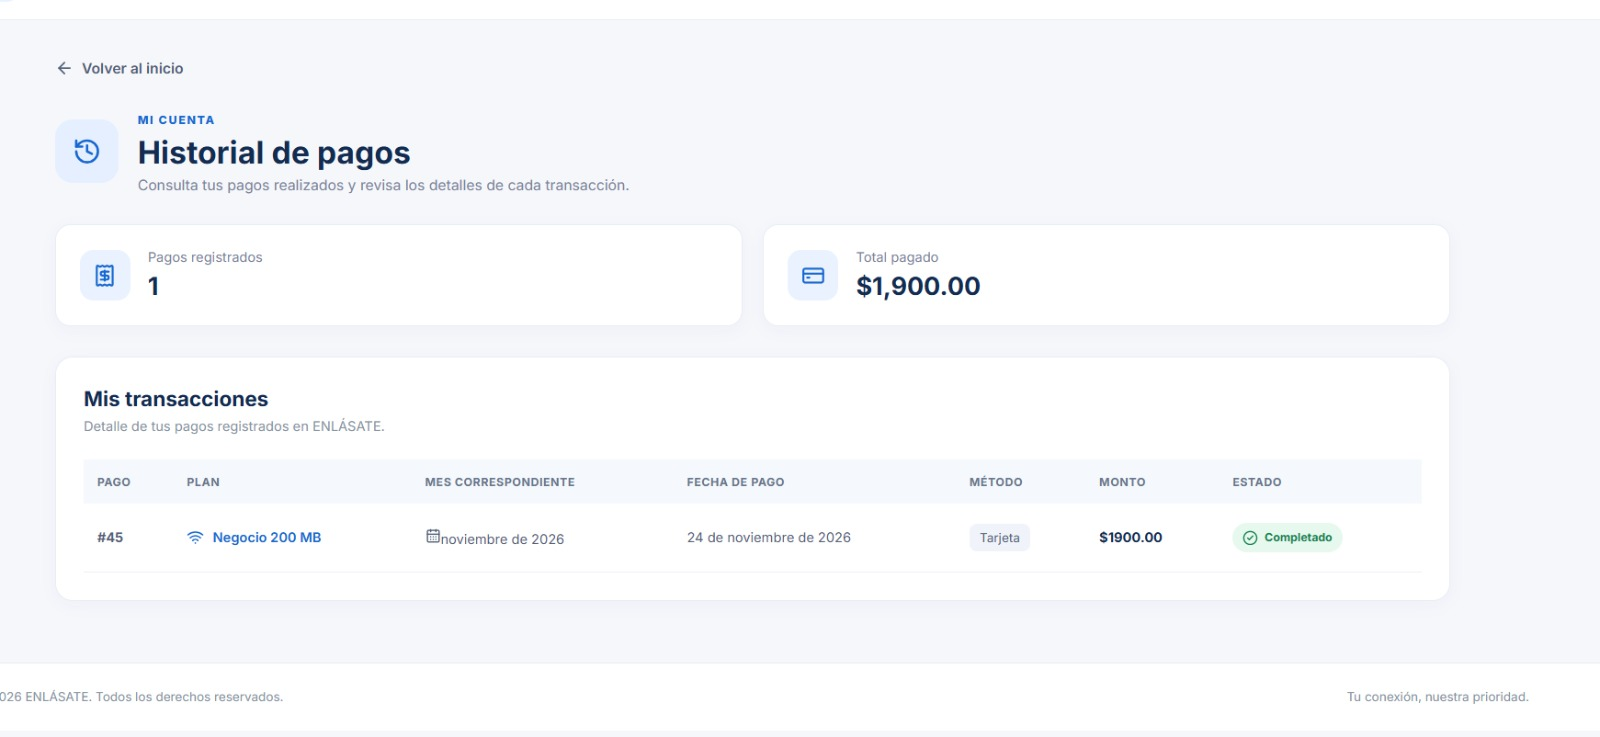 Volver al inicio
MI CUENTA
Historial de pagos
Consulta tus pagos realizados y revisa los detalles de cada transacción.
Pagos registrados
1
Total pagado
$1,900.00
Mis transacciones
Detalle de tus pagos registrados en ENLÁSATE.
PAGO PLAN MES CORRESPONDIENTE FECHA DE PAGO MÉTODO MONTO ESTADO
#45 Negocio 200 MB noviembre de 2026 24 de noviembre de 2026 Tarjeta $1900.00 Completado
026 ENLÁSATE. Todos los derechos reservados. Tu conexión, nuestra prioridad.